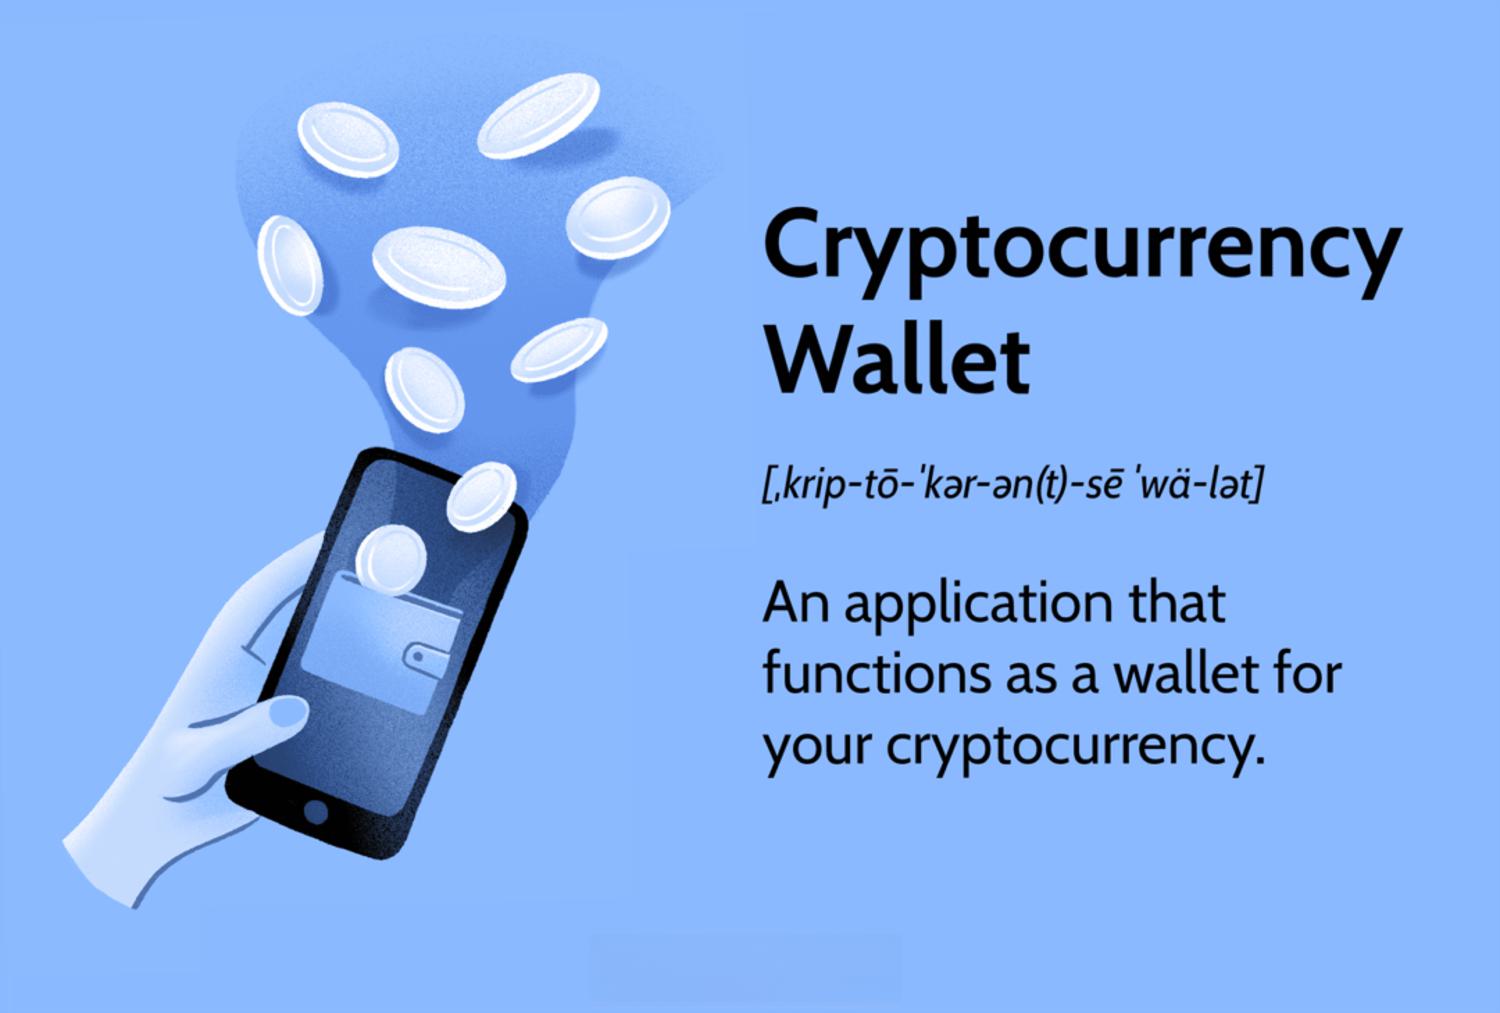 Cryptocurrency
Wallet
[ˌkrip-tō-ˈkər-ən(t)-sē ˈwä-lət]
An application that
functions as a wallet for
your cryptocurrency.